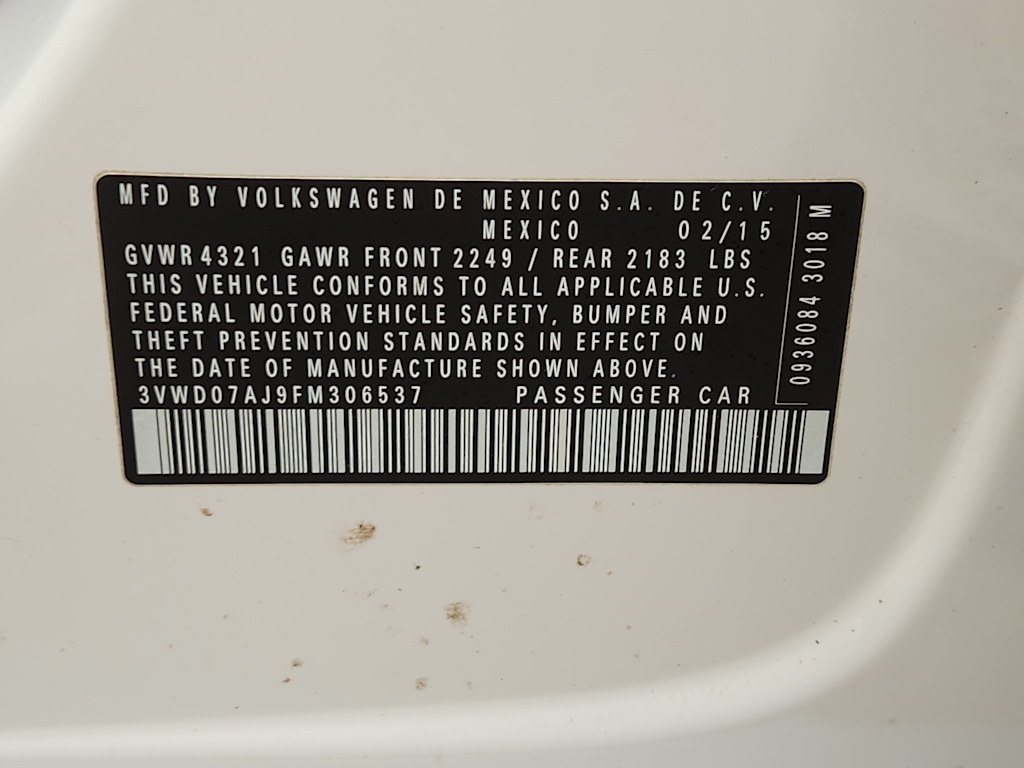 MFD BY VOLKSWAGEN DE MEXICO S.A. DE C.V.
MEXICO 02/15
GVWR 4321 GAWR FRONT 2249 / REAR 2183 LBS
THIS VEHICLE CONFORMS TO ALL APPLICABLE U.S.
FEDERAL MOTOR VEHICLE SAFETY, BUMPER AND
THEFT PREVENTION STANDARDS IN EFFECT ON
THE DATE OF MANUFACTURE SHOWN ABOVE.
3VWD07AJ9FM306537 PASSENGER CAR
0936084 3018 M